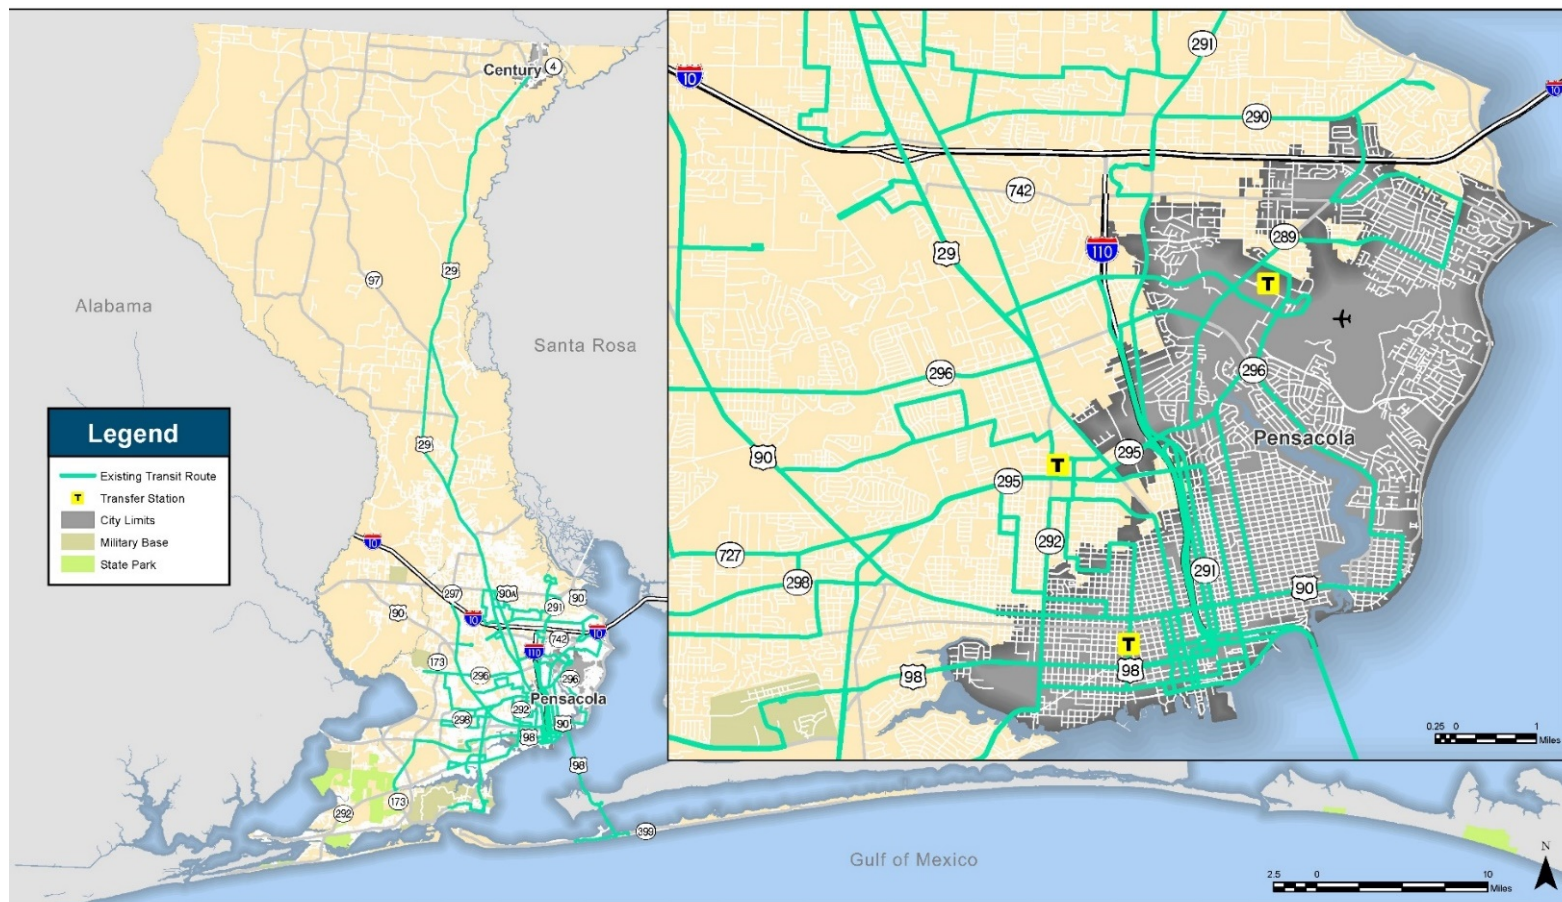 Century
4
29
97
Alabama
Santa Rosa
Legend
Existing Transit Route
T
Transfer Station
City Limits
Military Base
State Park
29
10
297
90A
90
291
90
10
10
742
110
173
296
296
Pensacola
292
298
90
98
98
173
292
399
Gulf of Mexico
2.5 0 10
Miles
N
291
10
10
290
742
289
29
110
T
296
296
Pensacola
90
295
T
295
292
727
298
291
90
T
98
98
0.25 0 1
Miles